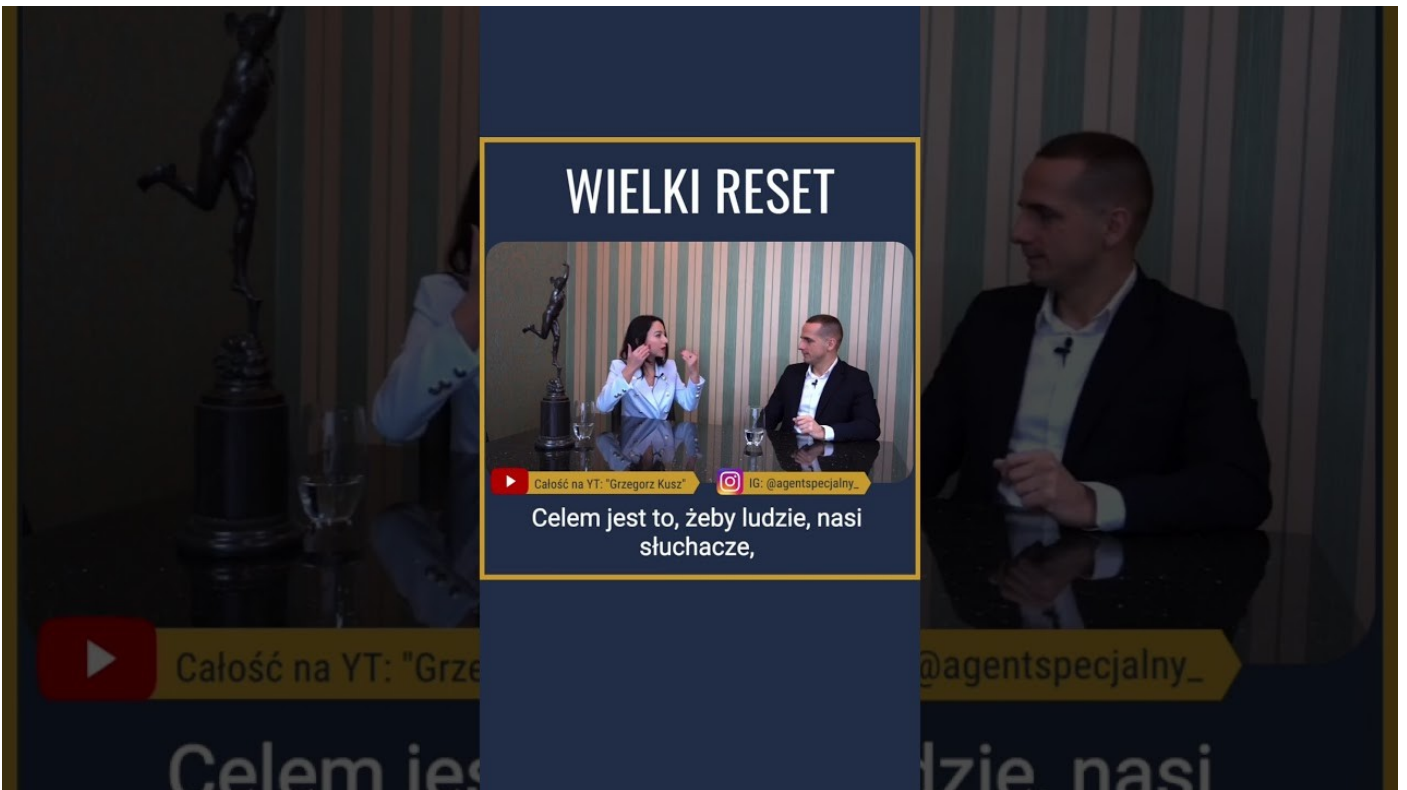 WIELKI RESET
Całość na YT: "Grzegorz Kusz"
IG: @agentspecjalny_
Celem jest to, żeby ludzie, nasi
słuchacze,
Całość na YT: "Grze
@agentspecjalny_
Celem jes
dzie, nasi